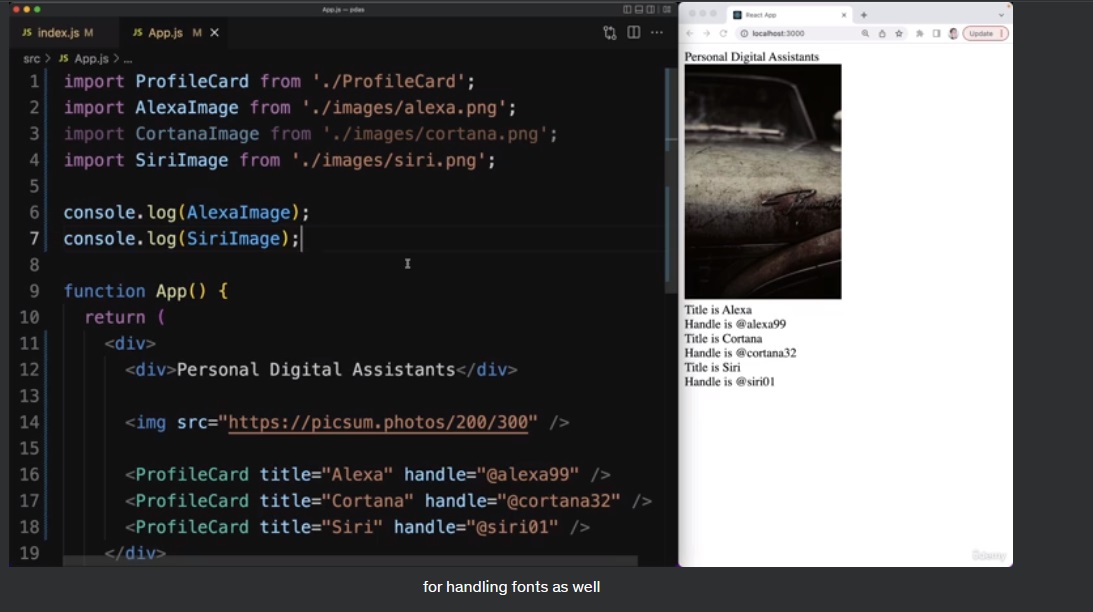 App.js — pdas
JS index.js M
JS App.js M ×
src > JS App.js > ...
1 import ProfileCard from './ProfileCard';
2 import AlexaImage from './images/alexa.png';
3 import CortanaImage from './images/cortana.png';
4 import SiriImage from './images/siri.png';
5
6 console.log(AlexaImage);
7 console.log(SiriImage);
8
9 function App() {
10 return (
11 <div>
12 <div>Personal Digital Assistants</div>
13
14 <img src="https://picsum.photos/200/300" />
15
16 <ProfileCard title="Alexa" handle="@alexa99" />
17 <ProfileCard title="Cortana" handle="@cortana32" />
18 <ProfileCard title="Siri" handle="@siri01" />
19 </div>
React App
localhost:3000
Update
Personal Digital Assistants
Title is Alexa
Handle is @alexa99
Title is Cortana
Handle is @cortana32
Title is Siri
Handle is @siri01
Udemy
for handling fonts as well